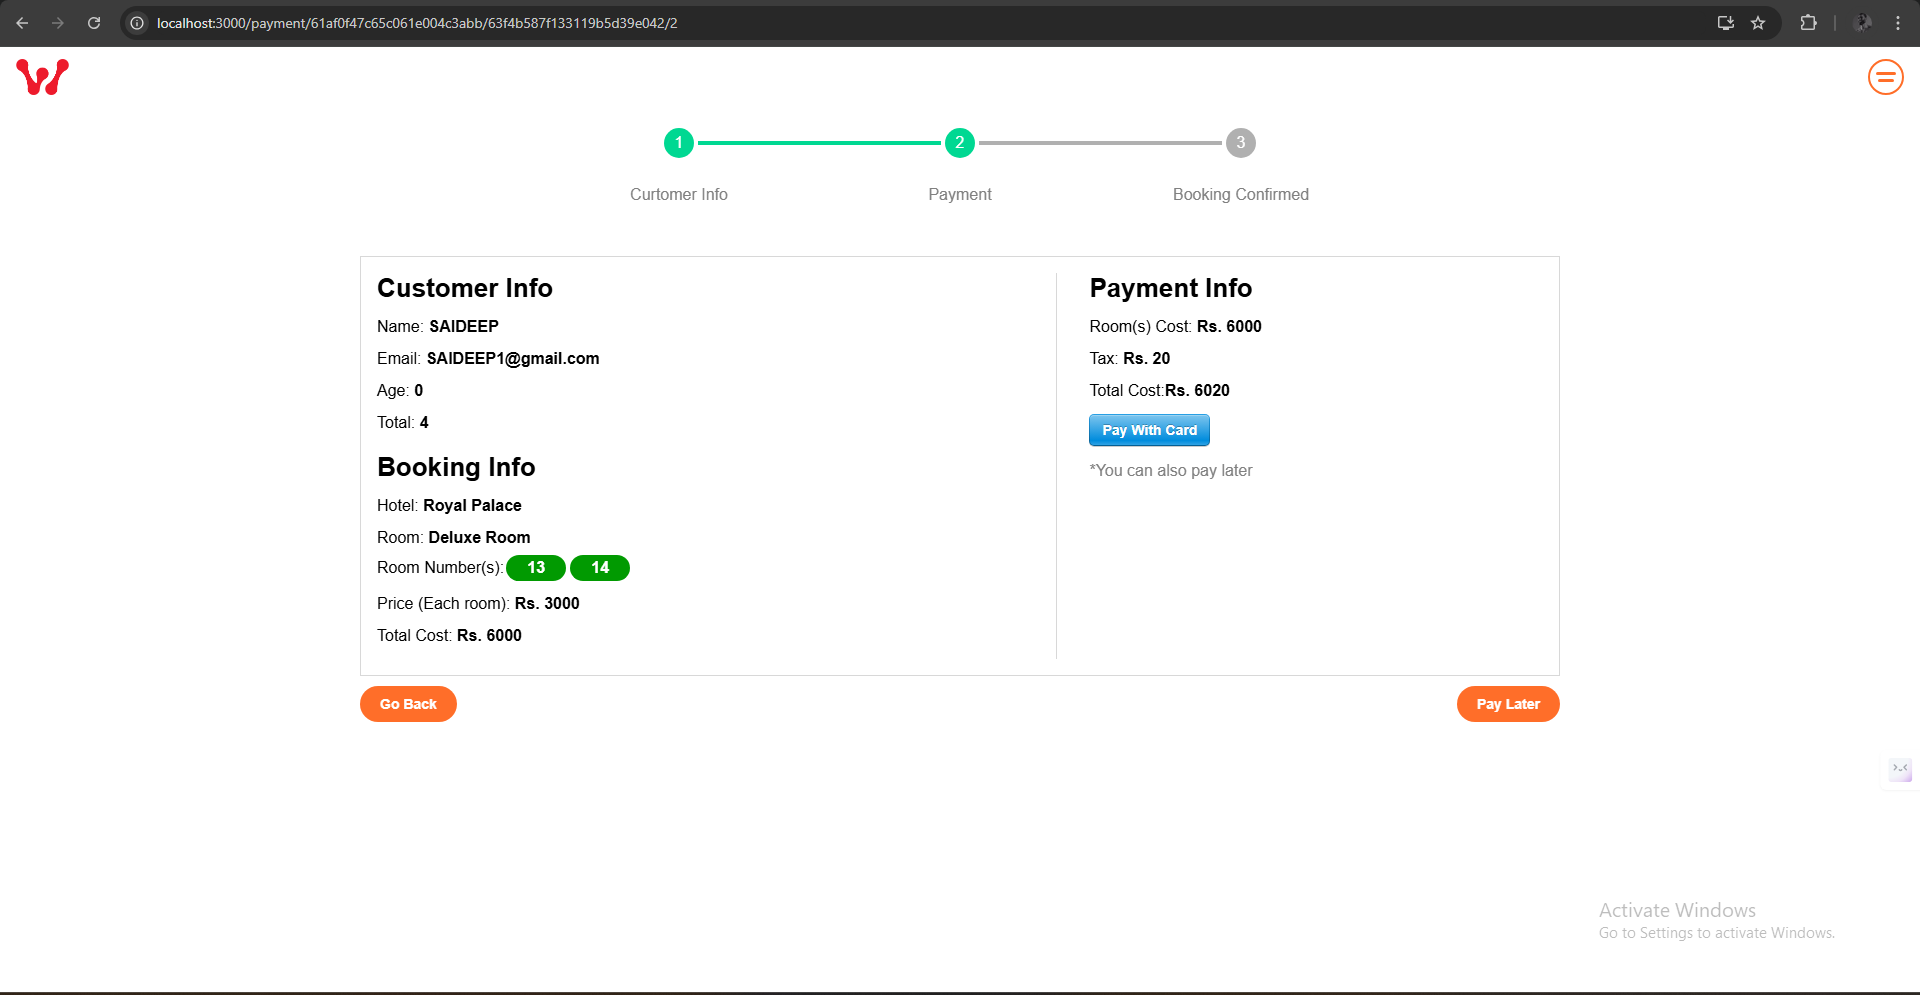 localhost:3000/payment/61af0f47c65c061e004c3abb/63f4b587f133119b5d39e042/2
1 2 3
Curtomer Info Payment Booking Confirmed
Customer Info
Name: SAIDEEP
Email: SAIDEEP1@gmail.com
Age: 0
Total: 4
Booking Info
Hotel: Royal Palace
Room: Deluxe Room
Room Number(s): 13 14
Price (Each room): Rs. 3000
Total Cost: Rs. 6000
Payment Info
Room(s) Cost: Rs. 6000
Tax: Rs. 20
Total Cost:Rs. 6020
Pay With Card
*You can also pay later
Go Back
Pay Later
Activate Windows
Go to Settings to activate Windows.